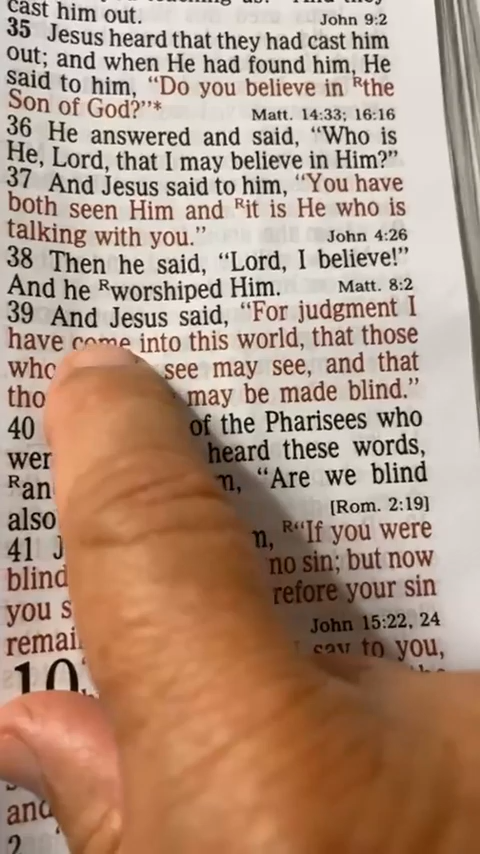 cast him out. John 9:2
35 Jesus heard that they had cast him
out; and when He had found him, He
said to him, “Do you believe in ᴿthe
Son of God?”* Matt. 14:33; 16:16
36 He answered and said, “Who is
He, Lord, that I may believe in Him?”
37 And Jesus said to him, “You have
both seen Him and ᴿit is He who is
talking with you.” John 4:26
38 Then he said, “Lord, I believe!”
And he ᴿworshiped Him. Matt. 8:2
39 And Jesus said, “For judgment I
have come into this world, that those
who see may see, and that
may be made blind.”
40 of the Pharisees who
heard these words,
“Are we blind
also [Rom. 2:19]
41 ᴿ“If you were
blind no sin; but now
you your sin
John 15:22, 24
say to you,
10
and
2